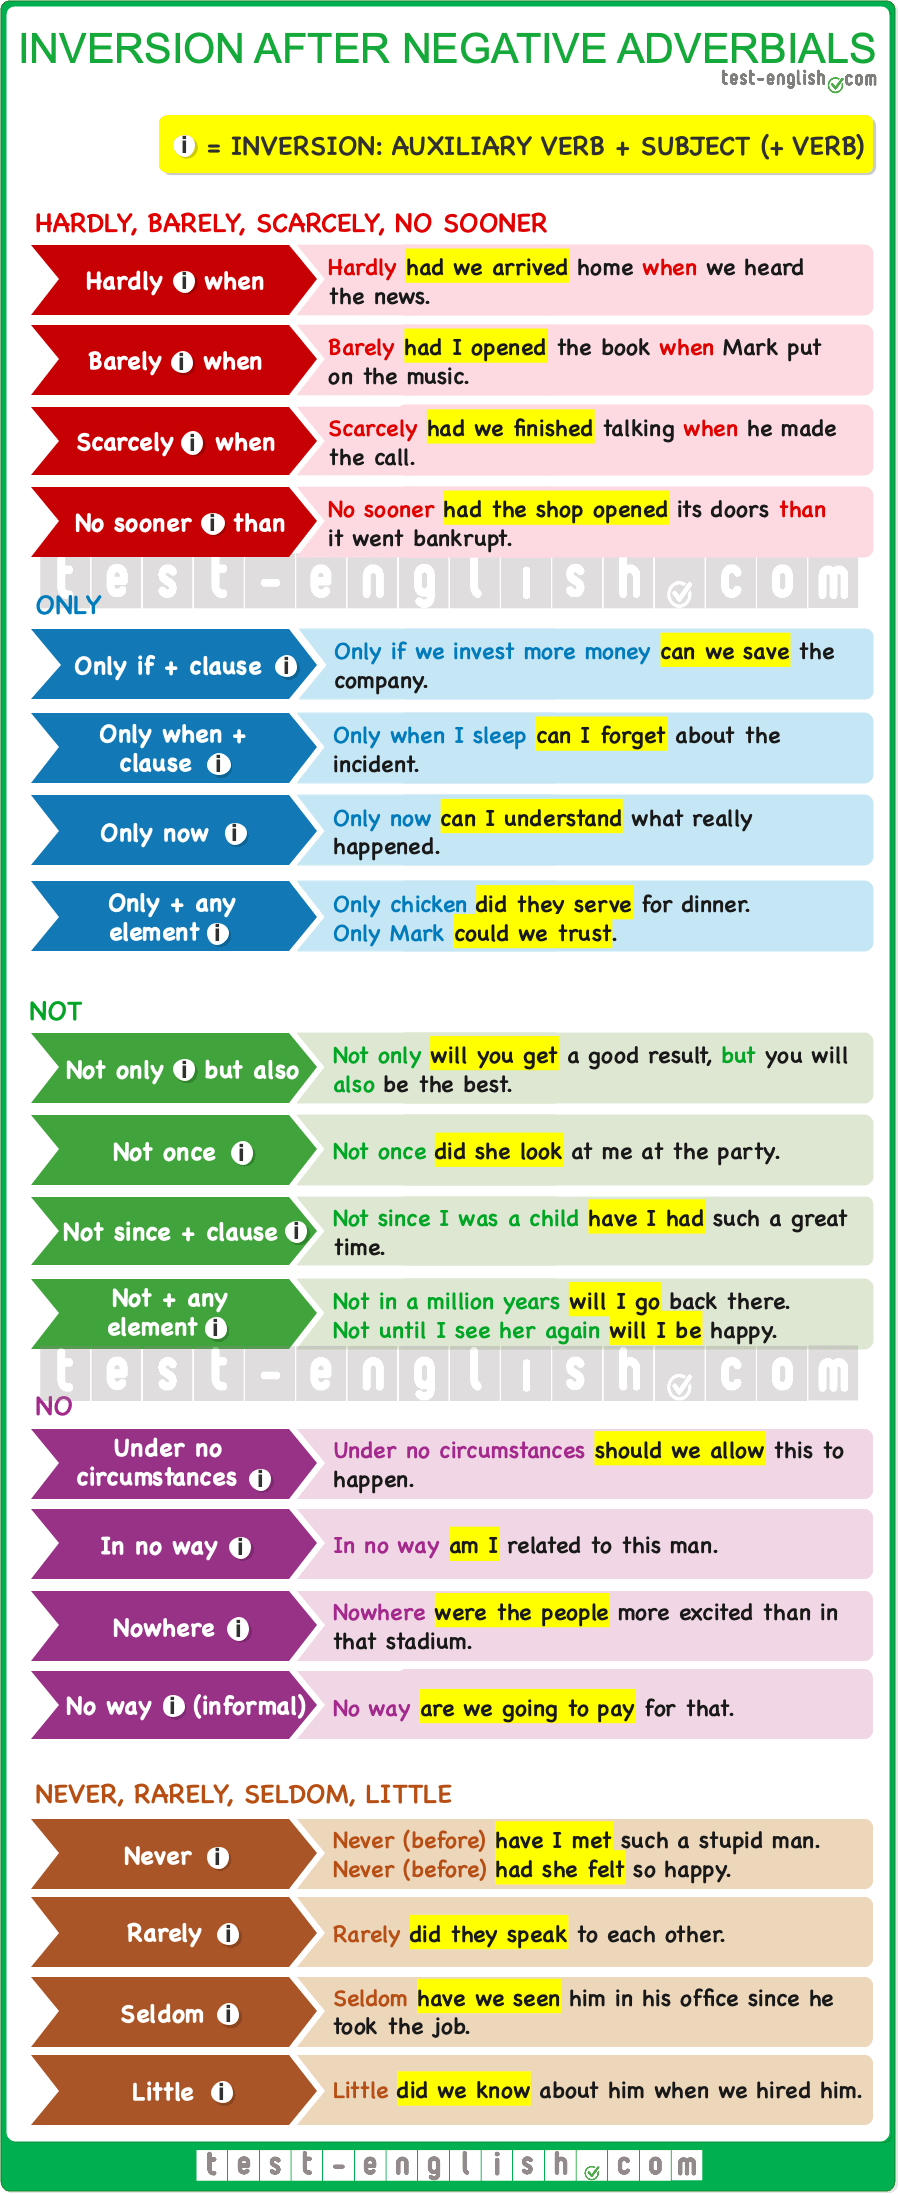 INVERSION AFTER NEGATIVE ADVERBIALS
test-english.com
i = INVERSION: AUXILIARY VERB + SUBJECT (+ VERB)
HARDLY, BARELY, SCARCELY, NO SOONER
Hardly i when
Hardly had we arrived home when we heard
the news.
Barely i when
Barely had I opened the book when Mark put
on the music.
Scarcely i when
Scarcely had we finished talking when he made
the call.
No sooner i than
No sooner had the shop opened its doors than
it went bankrupt.
test-english.com
ONLY
Only if + clause i
Only if we invest more money can we save the
company.
Only when +
clause i
Only when I sleep can I forget about the
incident.
Only now i
Only now can I understand what really
happened.
Only + any
element i
Only chicken did they serve for dinner.
Only Mark could we trust.
NOT
Not only i but also
Not only will you get a good result, but you will
also be the best.
Not once i
Not once did she look at me at the party.
Not since + clause i
Not since I was a child have I had such a great
time.
Not + any
element i
Not in a million years will I go back there.
Not until I see her again will I be happy.
test-english.com
NO
Under no
circumstances i
Under no circumstances should we allow this to
happen.
In no way i
In no way am I related to this man.
Nowhere i
Nowhere were the people more excited than in
that stadium.
No way i (informal)
No way are we going to pay for that.
NEVER, RARELY, SELDOM, LITTLE
Never i
Never (before) have I met such a stupid man.
Never (before) had she felt so happy.
Rarely i
Rarely did they speak to each other.
Seldom i
Seldom have we seen him in his office since he
took the job.
Little i
Little did we know about him when we hired him.
test-english.com